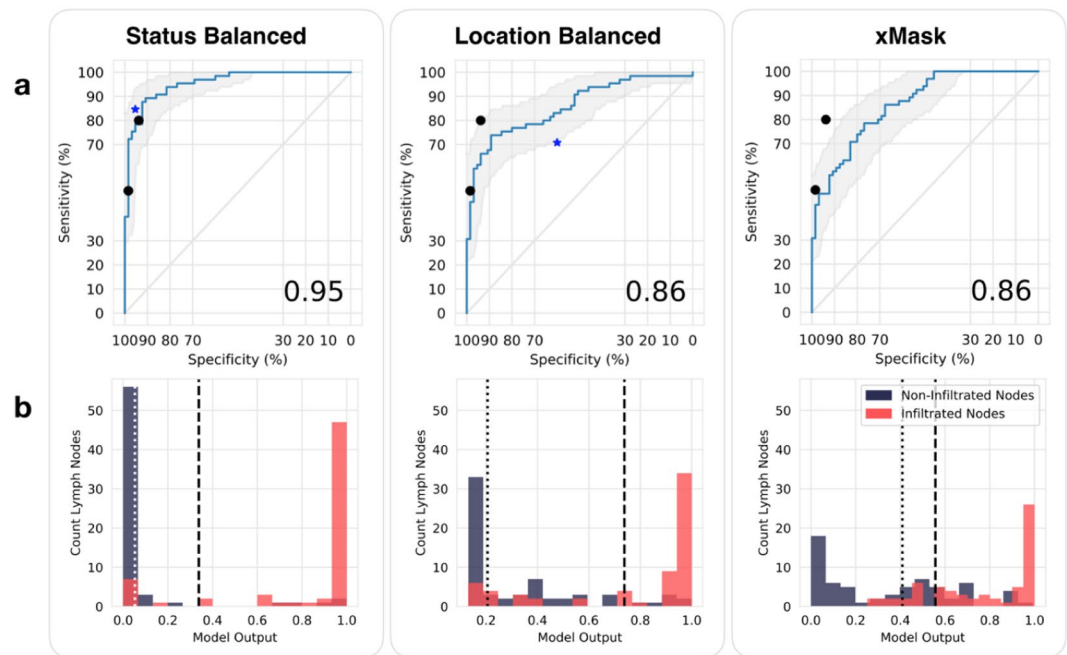 Status Balanced
Location Balanced
xMask
a
Sensitivity (%)
100
90
80
70
30
20
10
0
0.95
100 90 80 70 30 20 10 0
Specificity (%)
Sensitivity (%)
100
90
80
70
30
20
10
0
0.86
100 90 80 70 30 20 10 0
Specificity (%)
Sensitivity (%)
100
90
80
70
30
20
10
0
0.86
100 90 80 70 30 20 10 0
Specificity (%)
b
Count Lymph Nodes
50
40
30
20
10
0
0.0 0.2 0.4 0.6 0.8 1.0
Model Output
Count Lymph Nodes
50
40
30
20
10
0
0.2 0.4 0.6 0.8 1.0
Model Output
Count Lymph Nodes
Non-Infiltrated Nodes
Infiltrated Nodes
50
40
30
20
10
0
0.0 0.2 0.4 0.6 0.8 1.0
Model Output